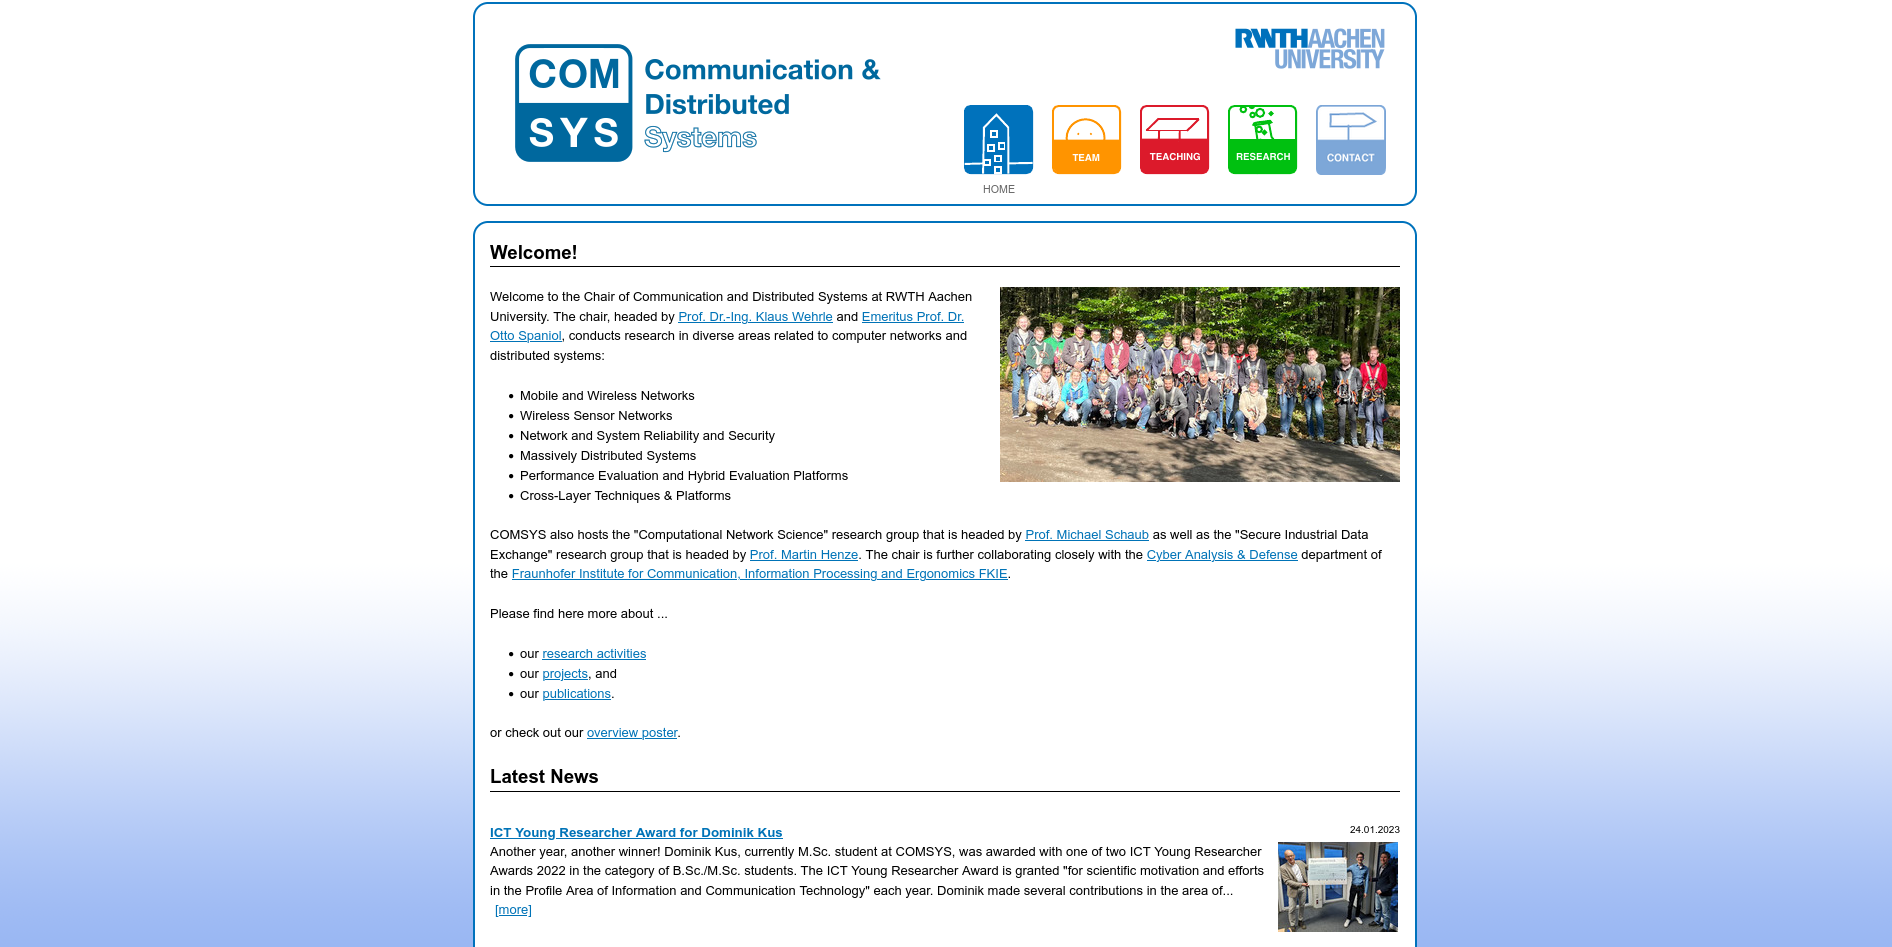 COM
SYS
Communication &
Distributed
Systems
RWTHAACHEN
UNIVERSITY
TEAM
TEACHING
RESEARCH
CONTACT
HOME
Welcome!
Welcome to the Chair of Communication and Distributed Systems at RWTH Aachen
University. The chair, headed by Prof. Dr.-Ing. Klaus Wehrle and Emeritus Prof. Dr.
Otto Spaniol, conducts research in diverse areas related to computer networks and
distributed systems:
• Mobile and Wireless Networks
• Wireless Sensor Networks
• Network and System Reliability and Security
• Massively Distributed Systems
• Performance Evaluation and Hybrid Evaluation Platforms
• Cross-Layer Techniques & Platforms
COMSYS also hosts the "Computational Network Science" research group that is headed by Prof. Michael Schaub as well as the "Secure Industrial Data
Exchange" research group that is headed by Prof. Martin Henze. The chair is further collaborating closely with the Cyber Analysis & Defense department of
the Fraunhofer Institute for Communication, Information Processing and Ergonomics FKIE.
Please find here more about ...
• our research activities
• our projects, and
• our publications.
or check out our overview poster.
Latest News
ICT Young Researcher Award for Dominik Kus
24.01.2023
Another year, another winner! Dominik Kus, currently M.Sc. student at COMSYS, was awarded with one of two ICT Young Researcher
Awards 2022 in the category of B.Sc./M.Sc. students. The ICT Young Researcher Award is granted "for scientific motivation and efforts
in the Profile Area of Information and Communication Technology" each year. Dominik made several contributions in the area of...
[more]